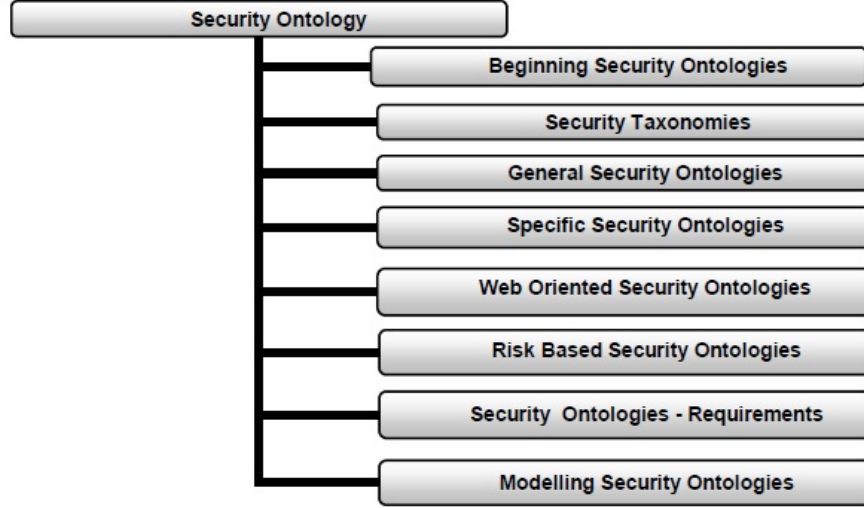 Security Ontology
Beginning Security Ontologies
Security Taxonomies
General Security Ontologies
Specific Security Ontologies
Web Oriented Security Ontologies
Risk Based Security Ontologies
Security Ontologies - Requirements
Modelling Security Ontologies